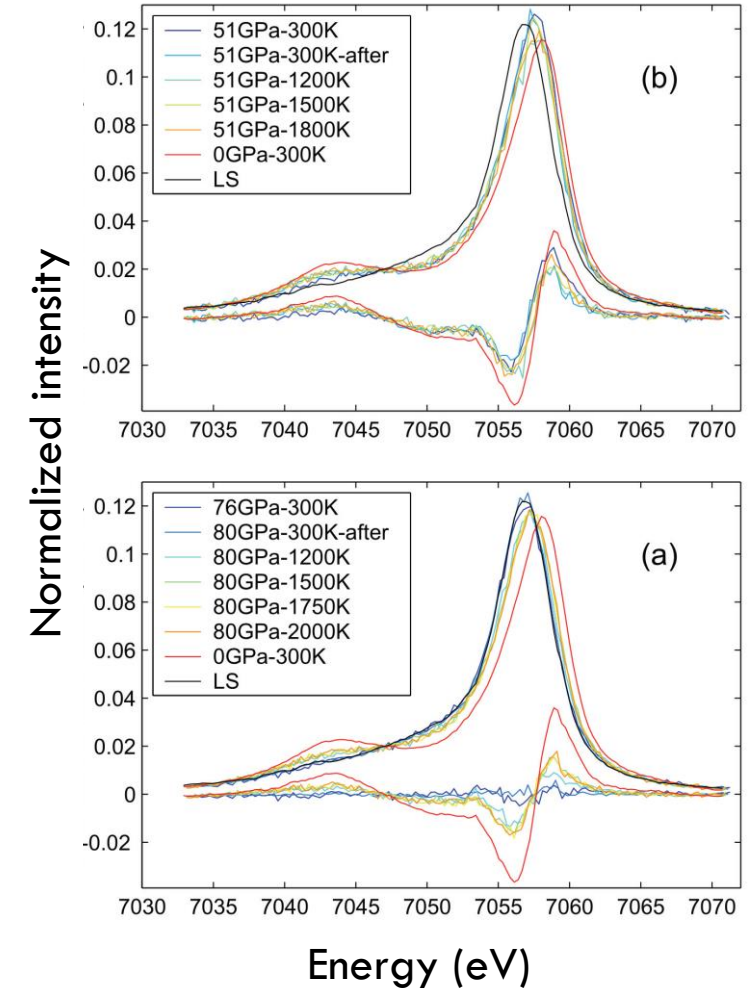 Normalized intensity
0.12
0.1
0.08
0.06
0.04
0.02
0
-0.02
51GPa-300K
51GPa-300K-after
51GPa-1200K
51GPa-1500K
51GPa-1800K
0GPa-300K
LS
(b)
7030 7035 7040 7045 7050 7055 7060 7065 7070
0.12
0.1
0.08
0.06
0.04
0.02
0
-0.02
76GPa-300K
80GPa-300K-after
80GPa-1200K
80GPa-1500K
80GPa-1750K
80GPa-2000K
0GPa-300K
LS
(a)
7030 7035 7040 7045 7050 7055 7060 7065 7070
Energy (eV)